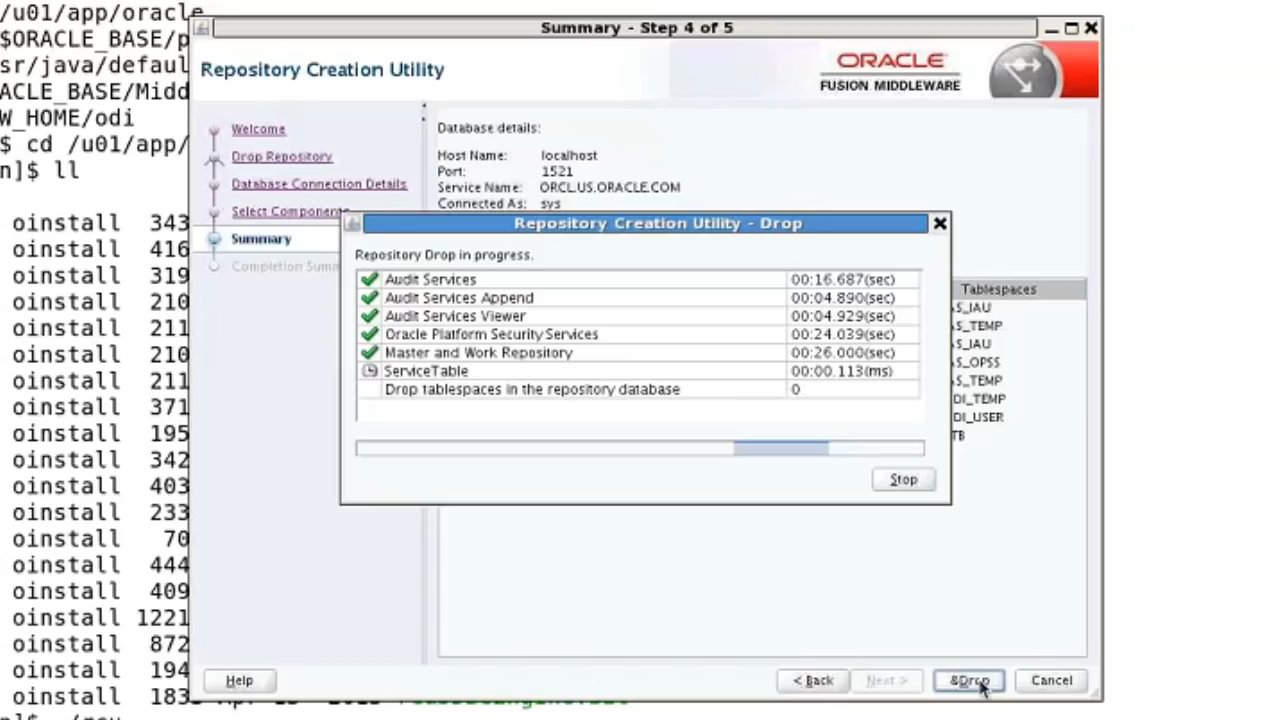 /u01/app/oracle
$ORACLE_BASE/p
sr/java/defaul
ACLE_BASE/Midd
W_HOME/odi
$ cd /u01/app/
n]$ ll
oinstall 343
oinstall 416
oinstall 319
oinstall 210
oinstall 211
oinstall 210
oinstall 211
oinstall 371
oinstall 195
oinstall 342
oinstall 403
oinstall 233
oinstall 70
oinstall 444
oinstall 409
oinstall 1221
oinstall 872
oinstall 194
oinstall 183
Summary - Step 4 of 5
Repository Creation Utility
ORACLE
FUSION MIDDLEWARE
Welcome
Drop Repository
Database Connection Details
Select Components
Summary
Completion Summ
Database details:
Host Name: localhost
Port: 1521
Service Name: ORCL.US.ORACLE.COM
Connected As: sys
Repository Creation Utility - Drop
Repository Drop in progress.
Audit Services 00:16.687(sec)
Audit Services Append 00:04.890(sec)
Audit Services Viewer 00:04.929(sec)
Oracle Platform Security Services 00:24.039(sec)
Master and Work Repository 00:26.000(sec)
ServiceTable 00:00.113(ms)
Drop tablespaces in the repository database 0
Stop
Tablespaces
S_IAU
S_TEMP
S_IAU
S_OPSS
S_TEMP
DI_TEMP
DI_USER
TB
Help
< Back
Next >
&Drop
Cancel